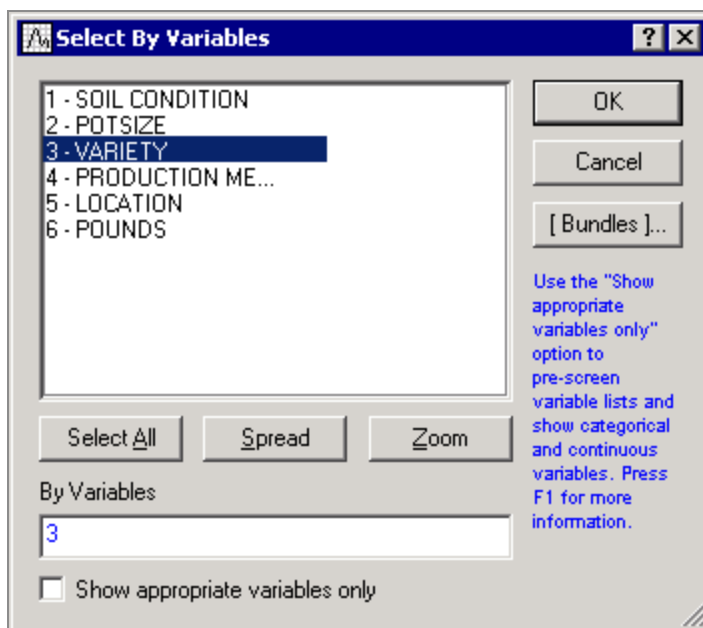 Select By Variables
1 - SOIL CONDITION
2 - POTSIZE
3 - VARIETY
4 - PRODUCTION ME...
5 - LOCATION
6 - POUNDS
OK
Cancel
[ Bundles ]...
Use the "Show
appropriate
variables only"
option to
pre-screen
variable lists and
show categorical
and continuous
variables. Press
F1 for more
information.
Select All
Spread
Zoom
By Variables
3
Show appropriate variables only